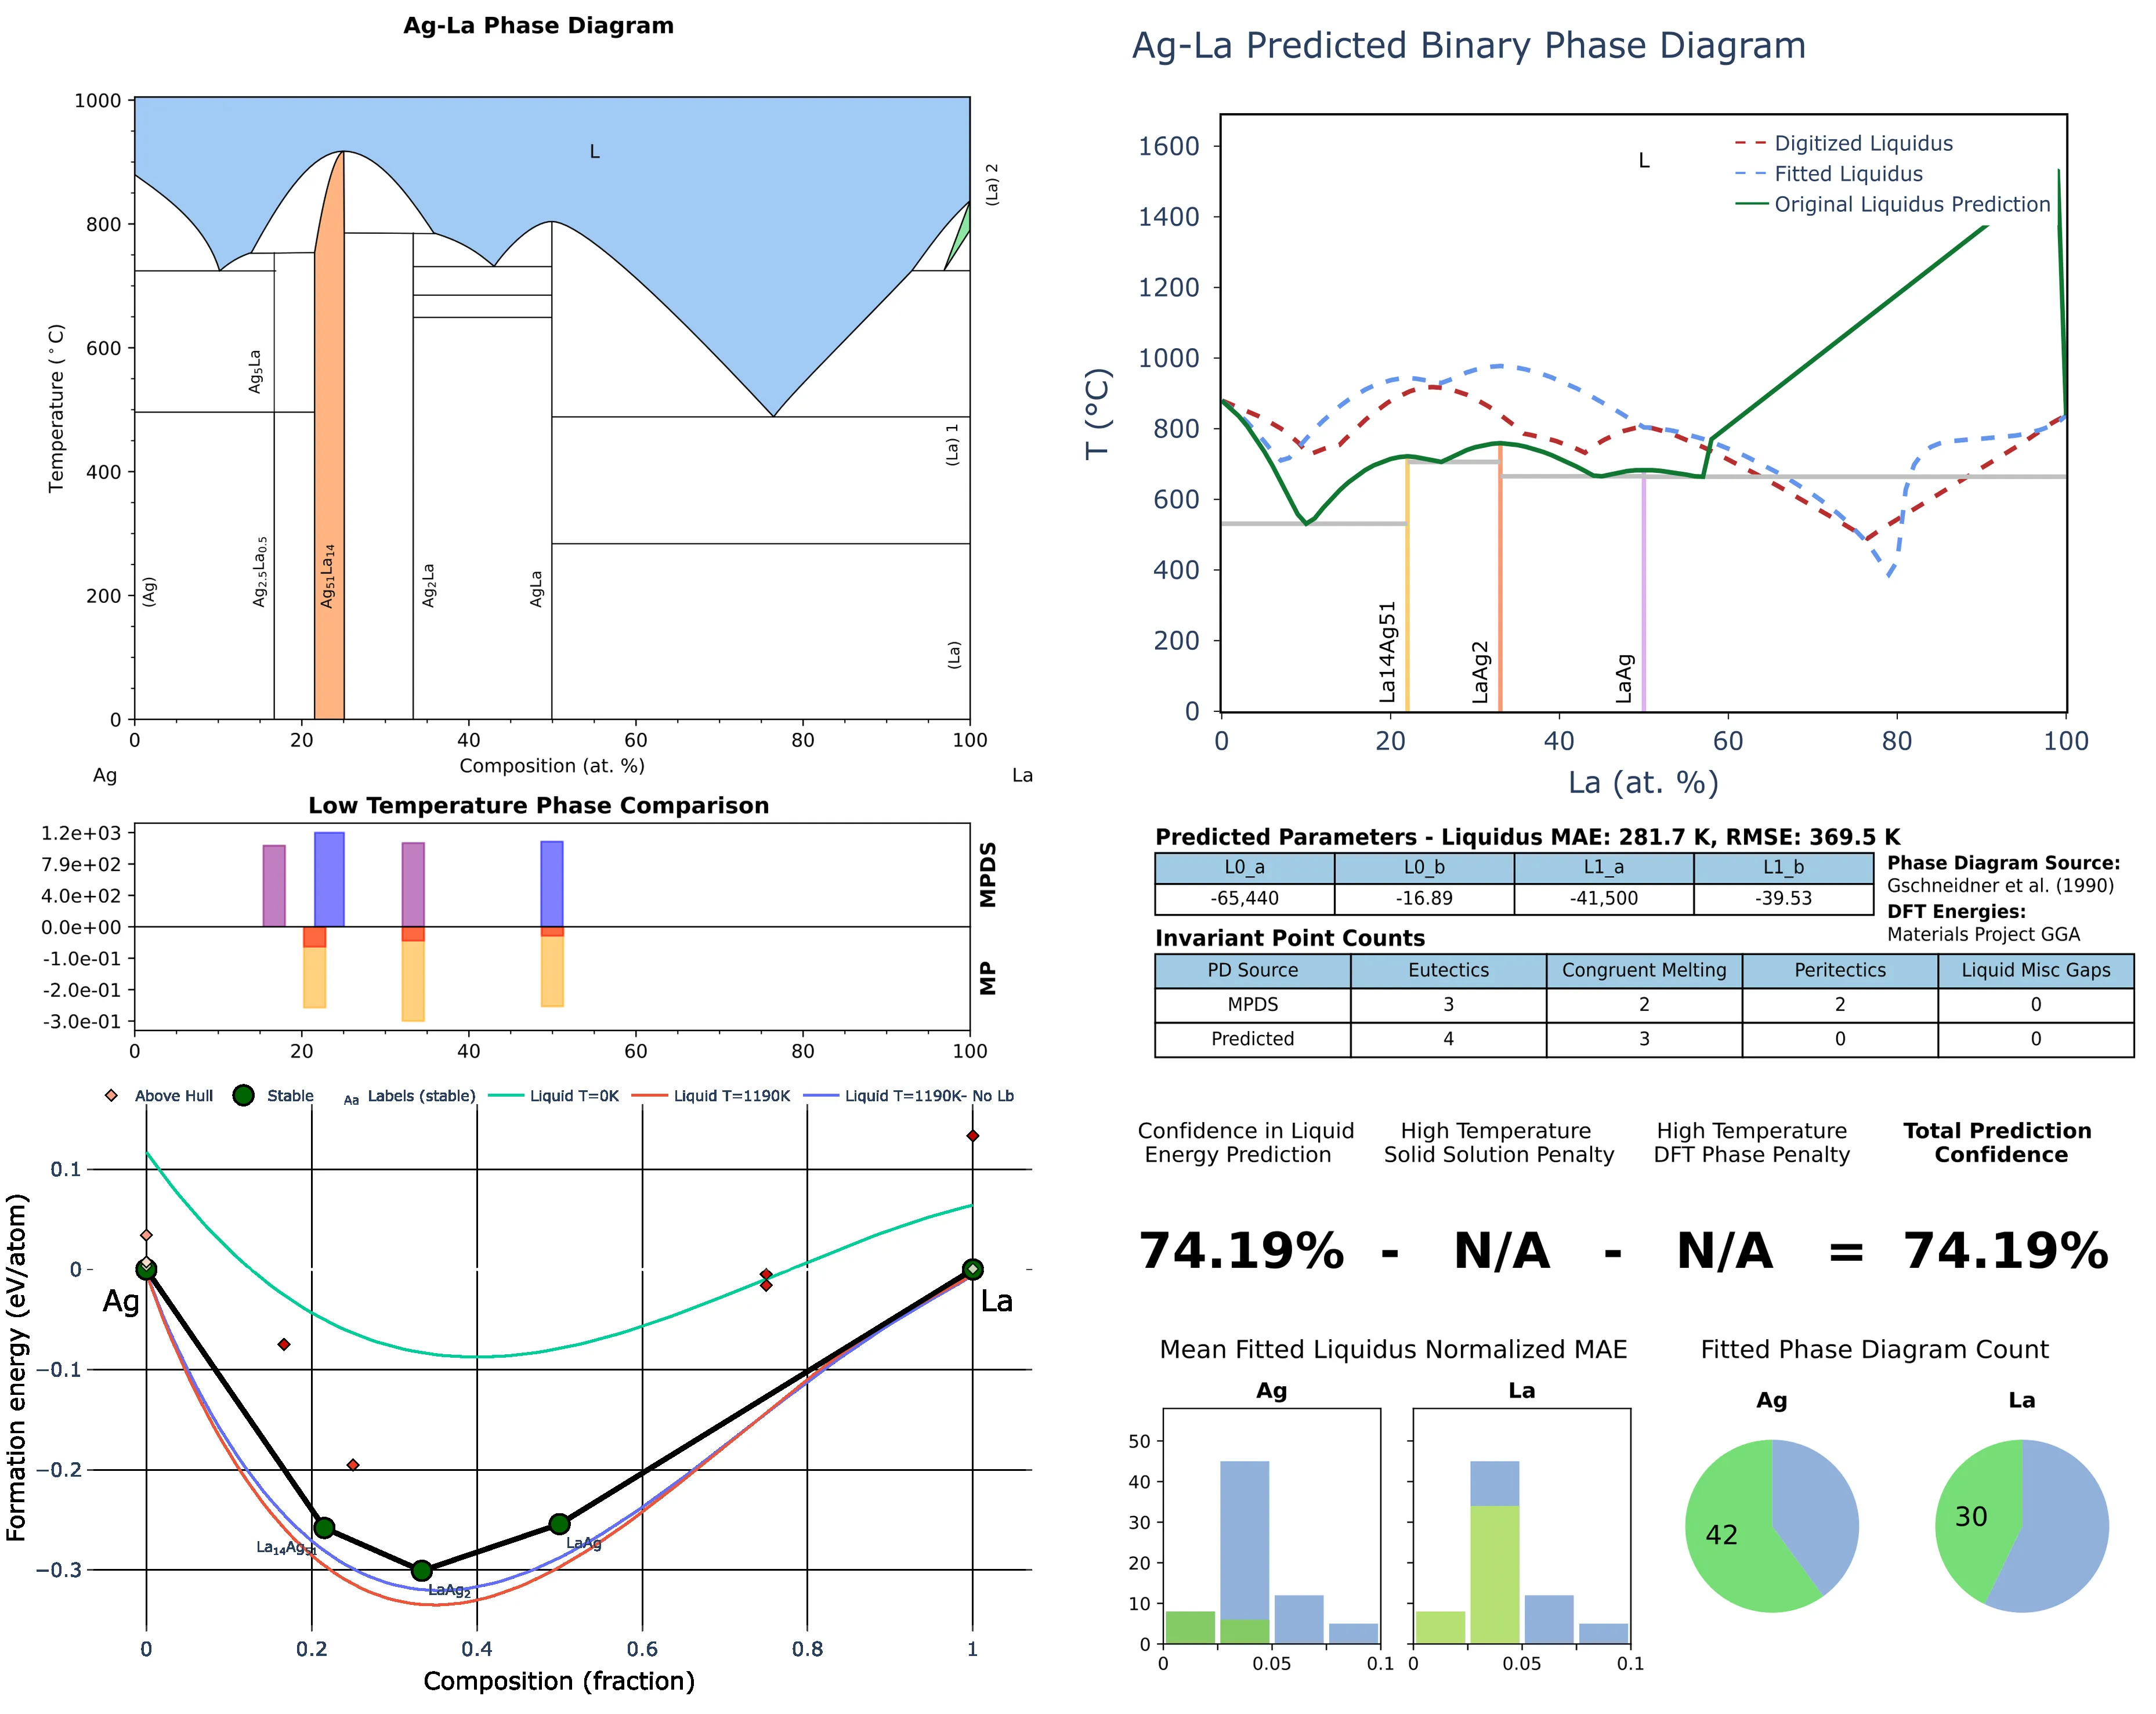 Ag-La Phase Diagram
1000
800
600
400
200
0
Temperature (°C)
L
(La) 2
Ag5La
(Ag)
Ag2.5La0.5
Ag51La14
Ag2La
AgLa
(La) 1
(La)
0 20 40 60 80 100
Composition (at. %)
Ag La
Low Temperature Phase Comparison
1.2e+03
7.9e+02
4.0e+02
0.0e+00
-1.0e-01
-2.0e-01
-3.0e-01
MPDS
MP
0 20 40 60 80 100
Above Hull Stable Aa Labels (stable) Liquid T=0K Liquid T=1190K Liquid T=1190K- No Lb
Formation energy (eV/atom)
0.1
0
−0.1
−0.2
−0.3
Ag
La
La14Ag51
LaAg2
LaAg
0 0.2 0.4 0.6 0.8 1
Composition (fraction)
Ag-La Predicted Binary Phase Diagram
1600
1400
1200
1000
800
600
400
200
0
T (°C)
L
Digitized Liquidus
Fitted Liquidus
Original Liquidus Prediction
La14Ag51
LaAg2
LaAg
0 20 40 60 80 100
La (at. %)
Predicted Parameters - Liquidus MAE: 281.7 K, RMSE: 369.5 K
L0_a L0_b L1_a L1_b
-65,440 -16.89 -41,500 -39.53
Phase Diagram Source:
Gschneidner et al. (1990)
DFT Energies:
Materials Project GGA
Invariant Point Counts
PD Source Eutectics Congruent Melting Peritectics Liquid Misc Gaps
MPDS 3 2 2 0
Predicted 4 3 0 0
Confidence in Liquid
Energy Prediction
High Temperature
Solid Solution Penalty
High Temperature
DFT Phase Penalty
Total Prediction
Confidence
74.19% - N/A - N/A = 74.19%
Mean Fitted Liquidus Normalized MAE
Ag La
50
40
30
20
10
0
0 0.05 0.1
0 0.05 0.1
Fitted Phase Diagram Count
Ag La
42
30